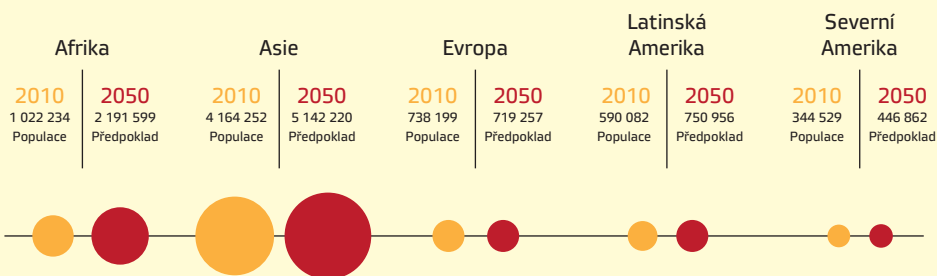 Afrika
2010 2050
1 022 234 2 191 599
Populace Předpoklad
Asie
2010 2050
4 164 252 5 142 220
Populace Předpoklad
Evropa
2010 2050
738 199 719 257
Populace Předpoklad
Latinská
Amerika
2010 2050
590 082 750 956
Populace Předpoklad
Severní
Amerika
2010 2050
344 529 446 862
Populace Předpoklad